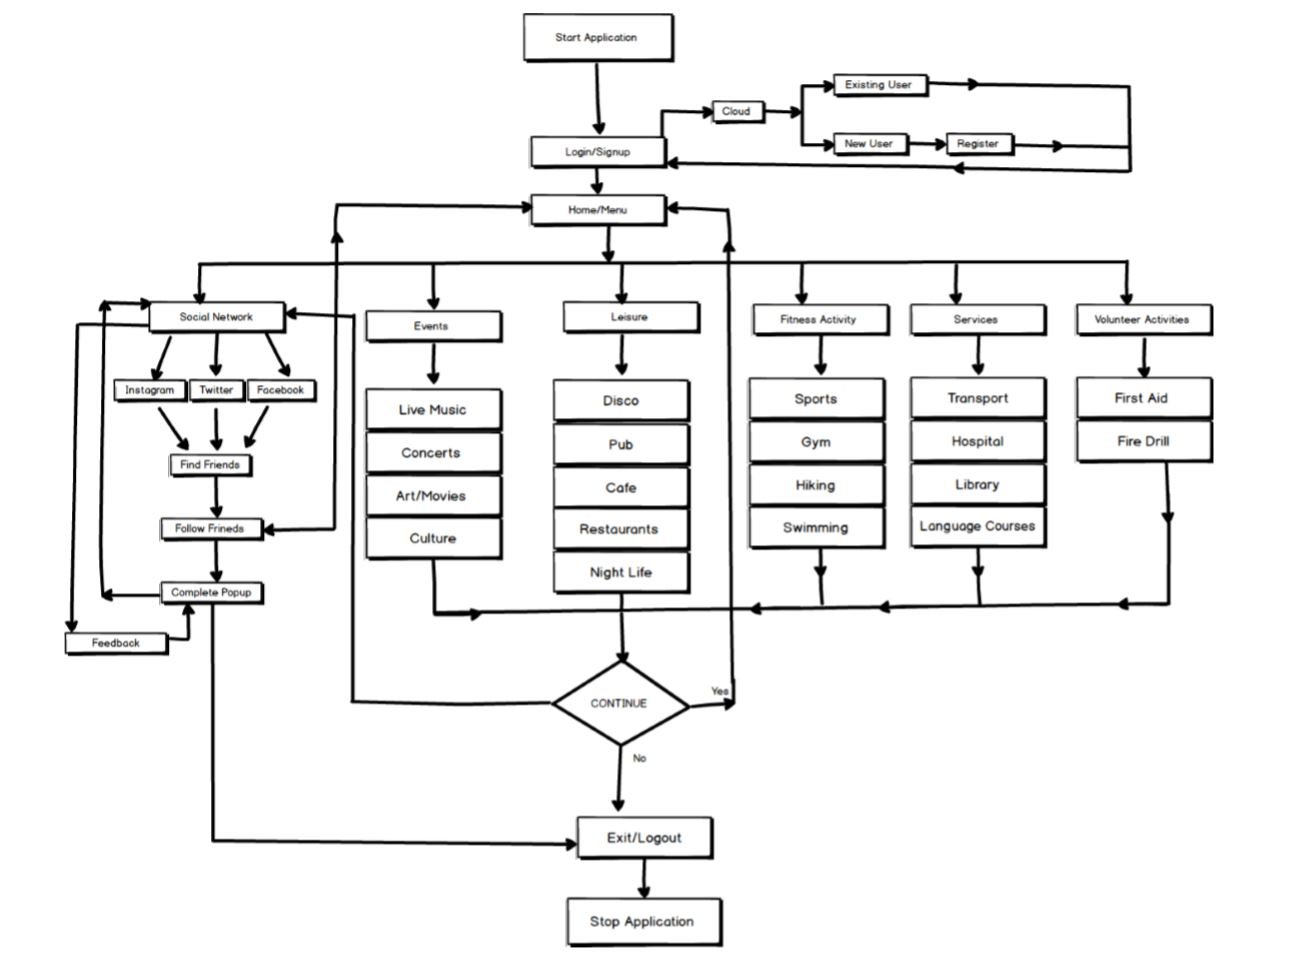 Start Application
Existing User
Cloud
New User
Register
Login/Signup
Home/Menu
Social Network
Events
Leisure
Fitness Activity
Services
Volunteer Activities
Instagram
Twitter
Facebook
Live Music
Disco
Sports
Transport
First Aid
Concerts
Pub
Gym
Hospital
Fire Drill
Find Friends
Art/Movies
Cafe
Hiking
Library
Follow Frineds
Culture
Restaurants
Swimming
Language Courses
Night Life
Complete Popup
Feedback
CONTINUE
Yes
No
Exit/Logout
Stop Application